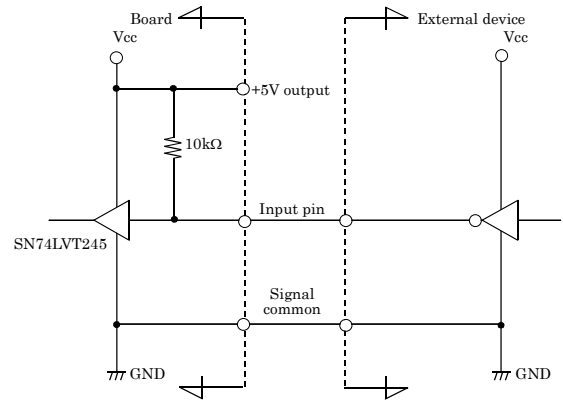 Board
External device
Vcc
Vcc
+5V output
10kΩ
Input pin
SN74LVT245
Signal
common
GND
GND